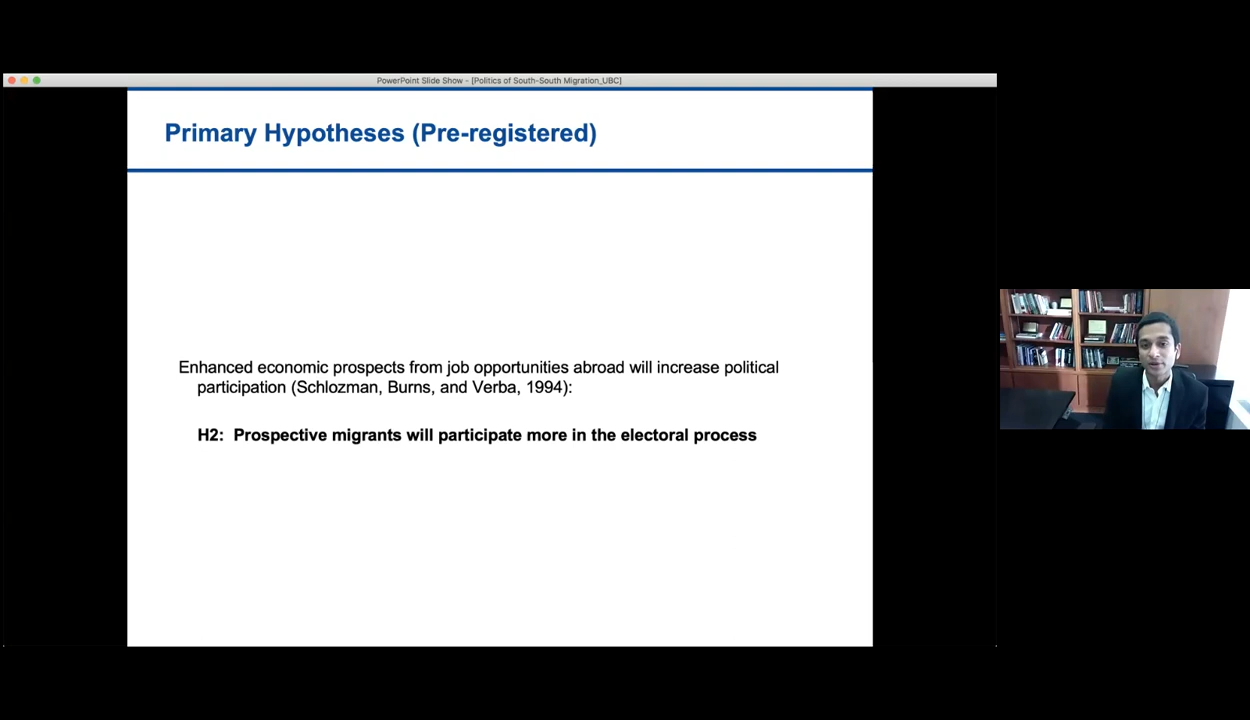 PowerPoint Slide Show - [Politics of South-South Migration_UBC]
Primary Hypotheses (Pre-registered)
Enhanced economic prospects from job opportunities abroad will increase political
participation (Schlozman, Burns, and Verba, 1994):
H2: Prospective migrants will participate more in the electoral process